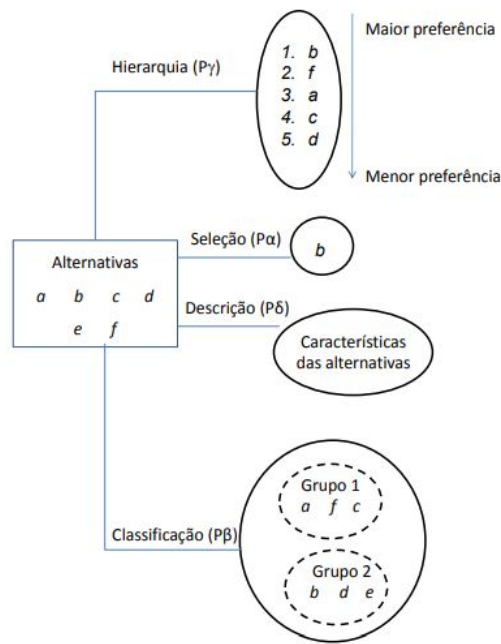 Hierarquia (Pγ)
1. b
2. f
3. a
4. c
5. d
Maior preferência
Menor preferência
Seleção (Pα)
b
Alternativas
a b c d
e f
Descrição (Pδ)
Características
das alternativas
Classificação (Pβ)
Grupo 1
a f c
Grupo 2
b d e